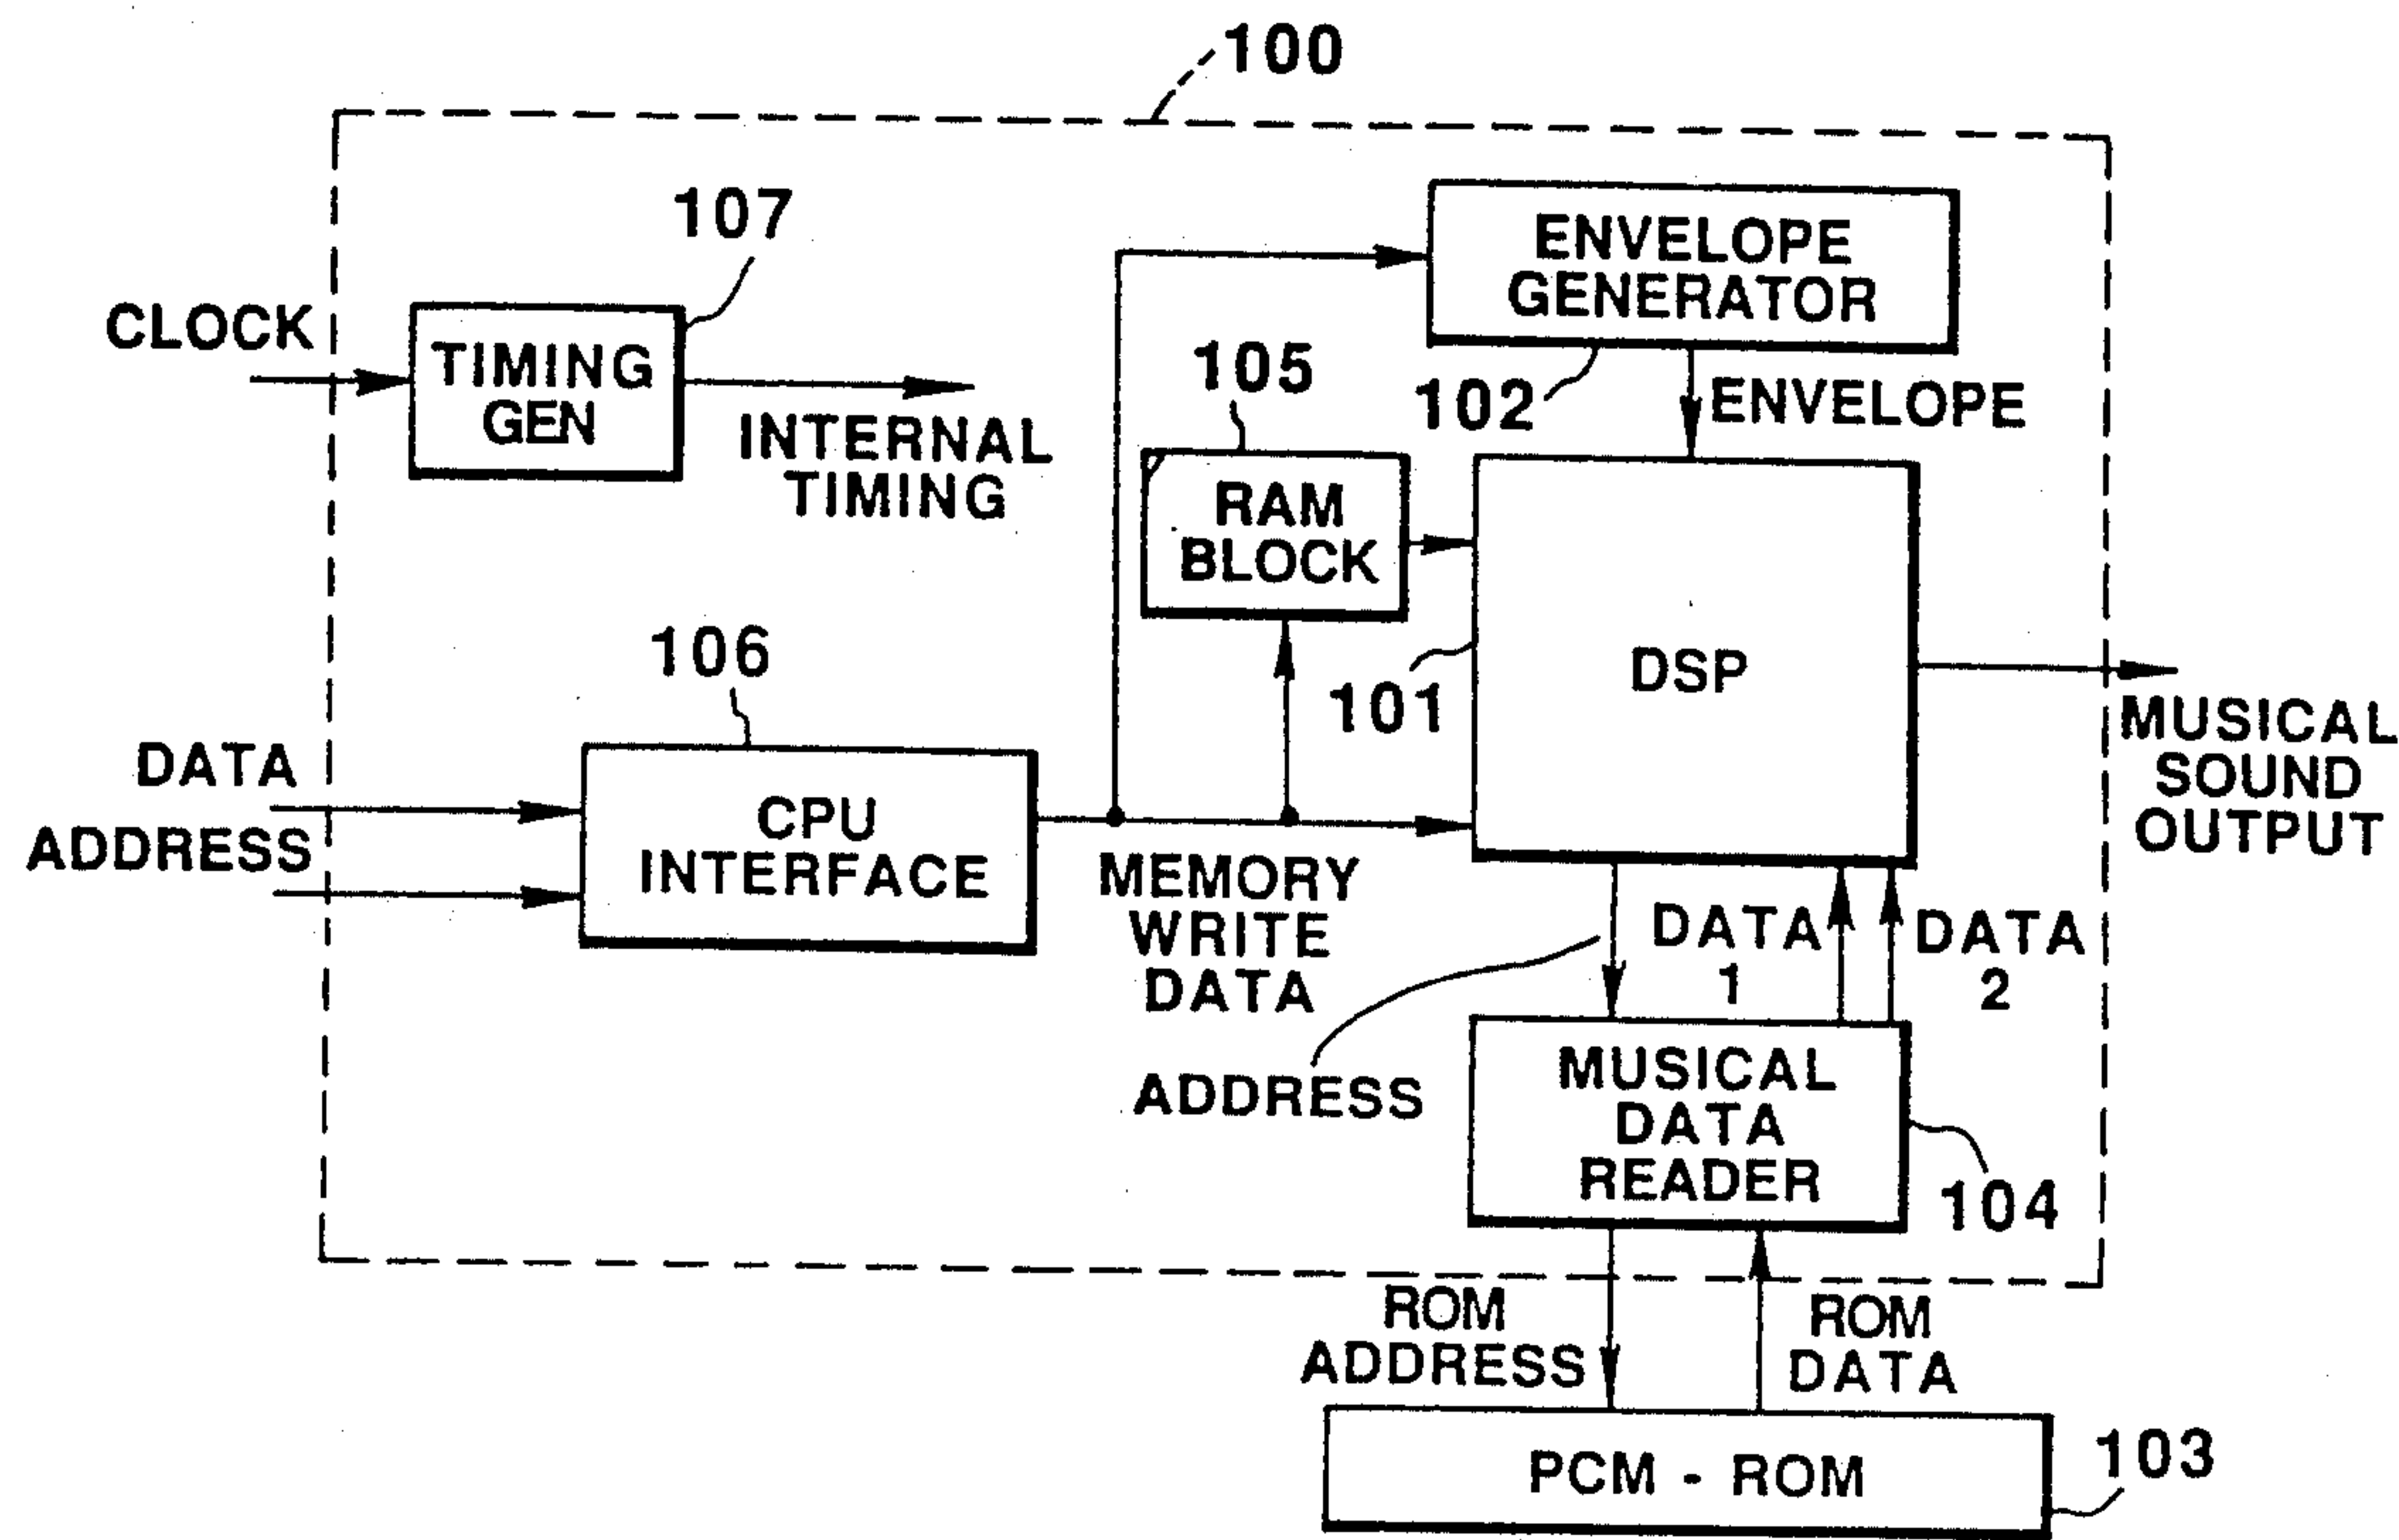 100
107
CLOCK
TIMING
GEN
INTERNAL
TIMING
ENVELOPE
GENERATOR
102
ENVELOPE
105
RAM
BLOCK
101
DSP
MUSICAL
SOUND
OUTPUT
106
DATA
ADDRESS
CPU
INTERFACE
MEMORY
WRITE
DATA
DATA
1
DATA
2
ADDRESS
MUSICAL
DATA
READER
104
ROM
ADDRESS
ROM
DATA
PCM - ROM
103